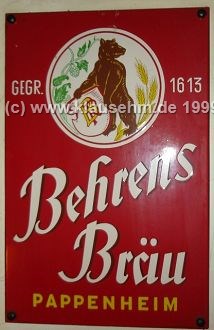 GEGR. 1613
(c) www.klausehm.de 1999
Behrens
Bräu
PAPPENHEIM